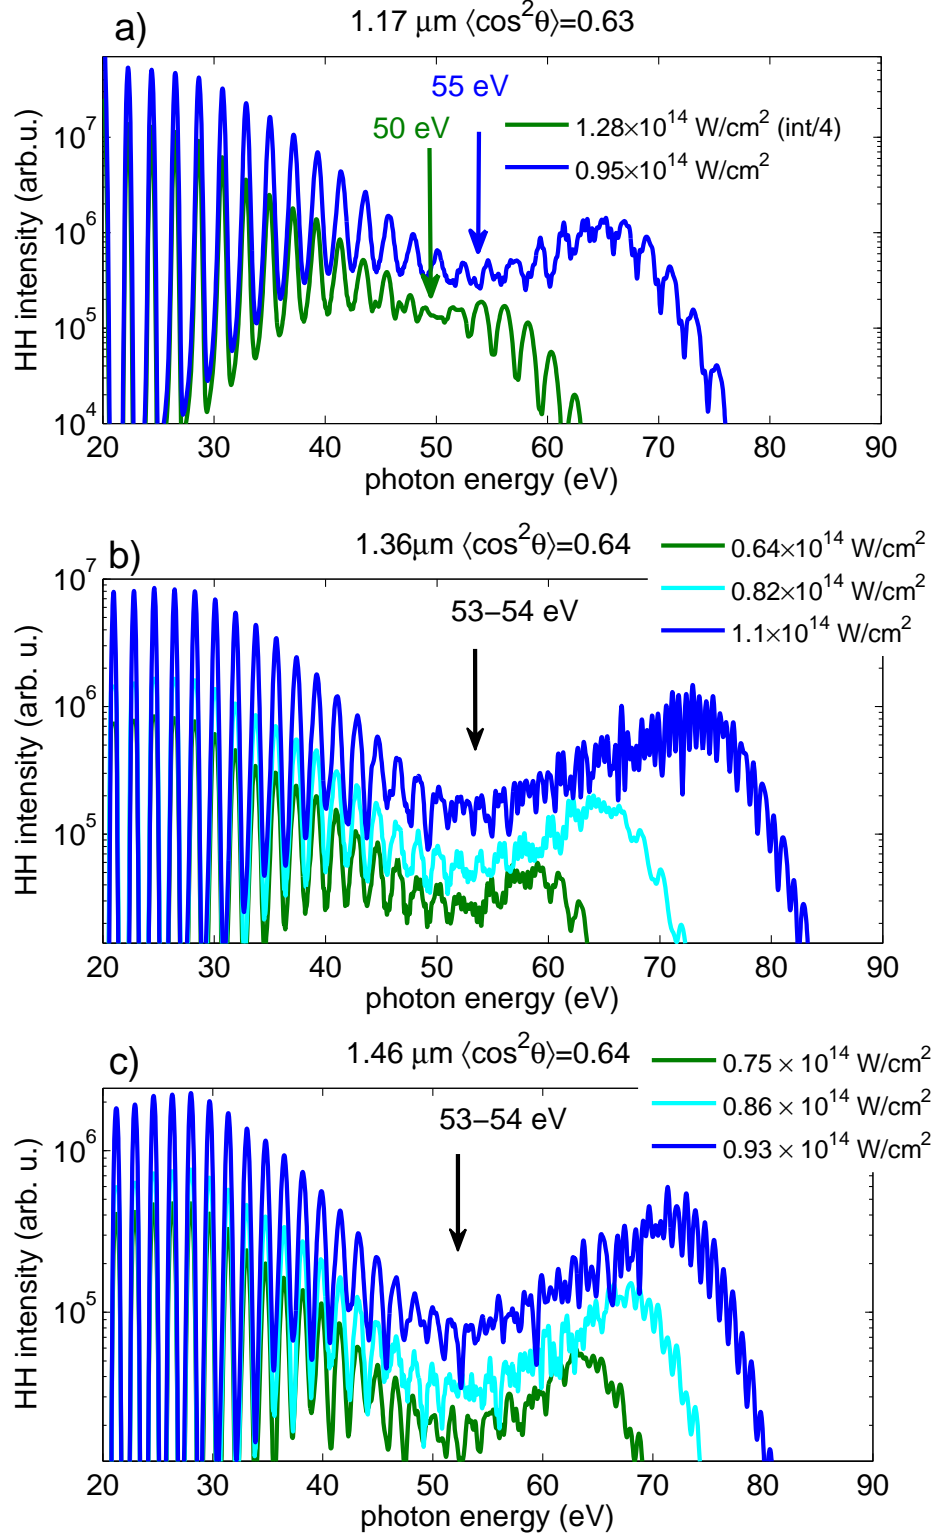 a)
1.17 μm ⟨cos²θ⟩=0.63
55 eV
50 eV
1.28×10¹⁴ W/cm² (int/4)
0.95×10¹⁴ W/cm²
HH intensity (arb.u.)
10⁷
10⁶
10⁵
10⁴
20 30 40 50 60 70 80 90
photon energy (eV)
b)
1.36μm ⟨cos²θ⟩=0.64
0.64×10¹⁴ W/cm²
0.82×10¹⁴ W/cm²
1.1×10¹⁴ W/cm²
53−54 eV
HH intensity (arb. u.)
10⁷
10⁶
10⁵
20 30 40 50 60 70 80 90
photon energy (eV)
c)
1.46 μm ⟨cos²θ⟩=0.64
0.75 × 10¹⁴ W/cm²
0.86 × 10¹⁴ W/cm²
0.93 × 10¹⁴ W/cm²
53−54 eV
HH intensity (arb. u.)
10⁶
10⁵
20 30 40 50 60 70 80 90
photon energy (eV)